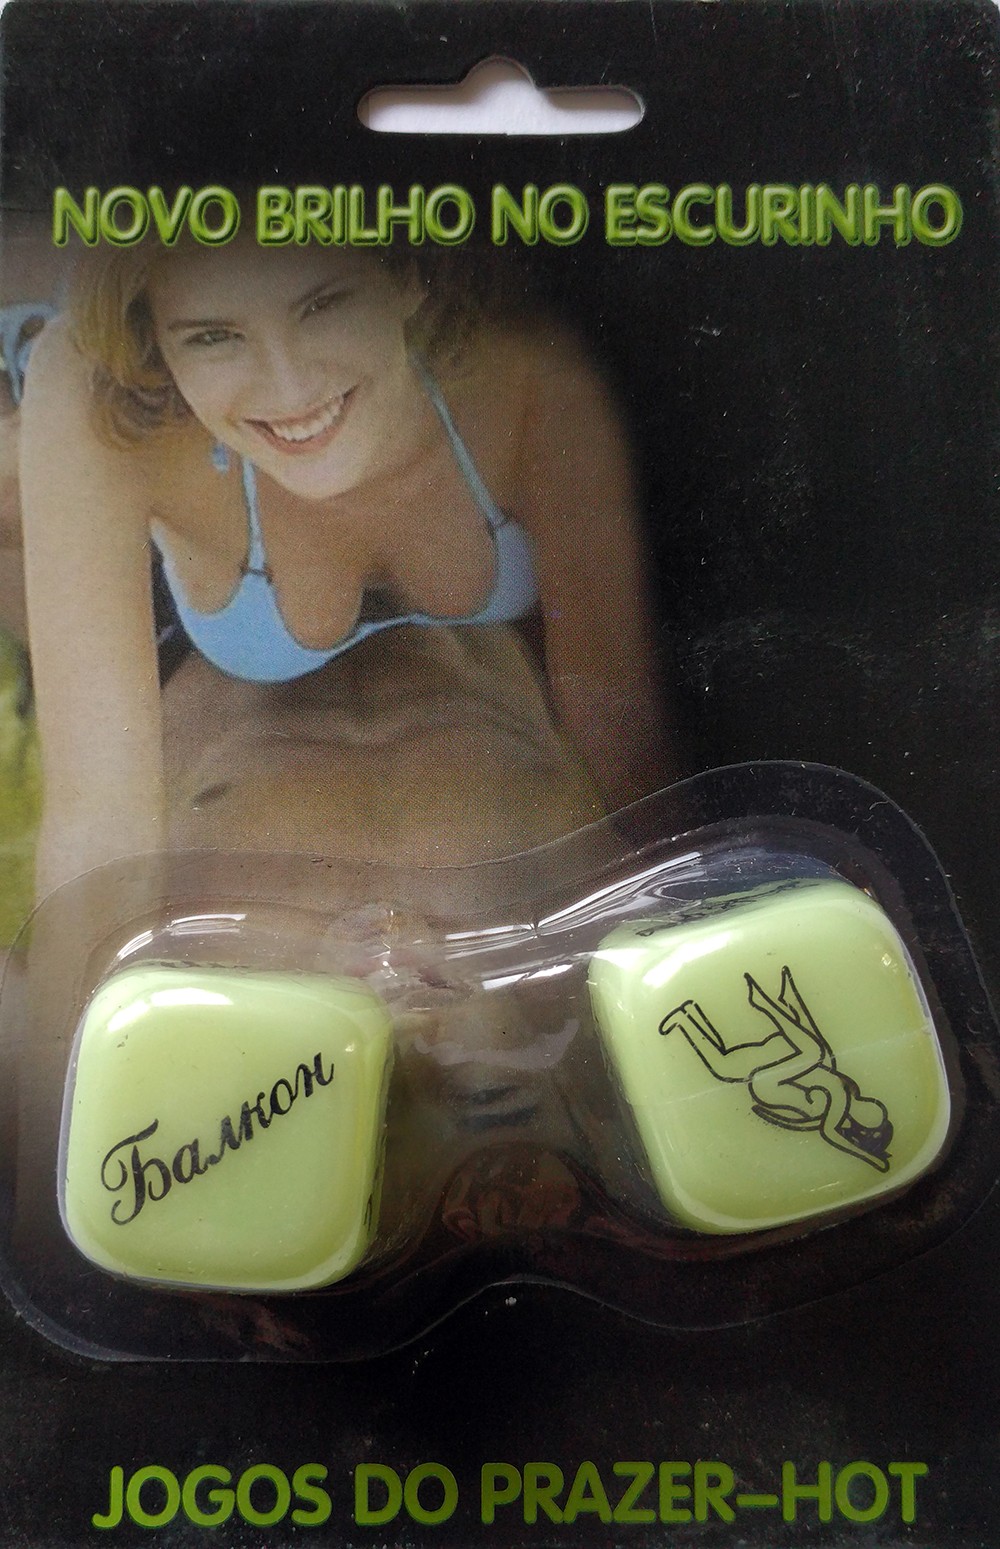 NOVO BRILHO NO ESCURINHO
Балкон
JOGOS DO PRAZER-HOT